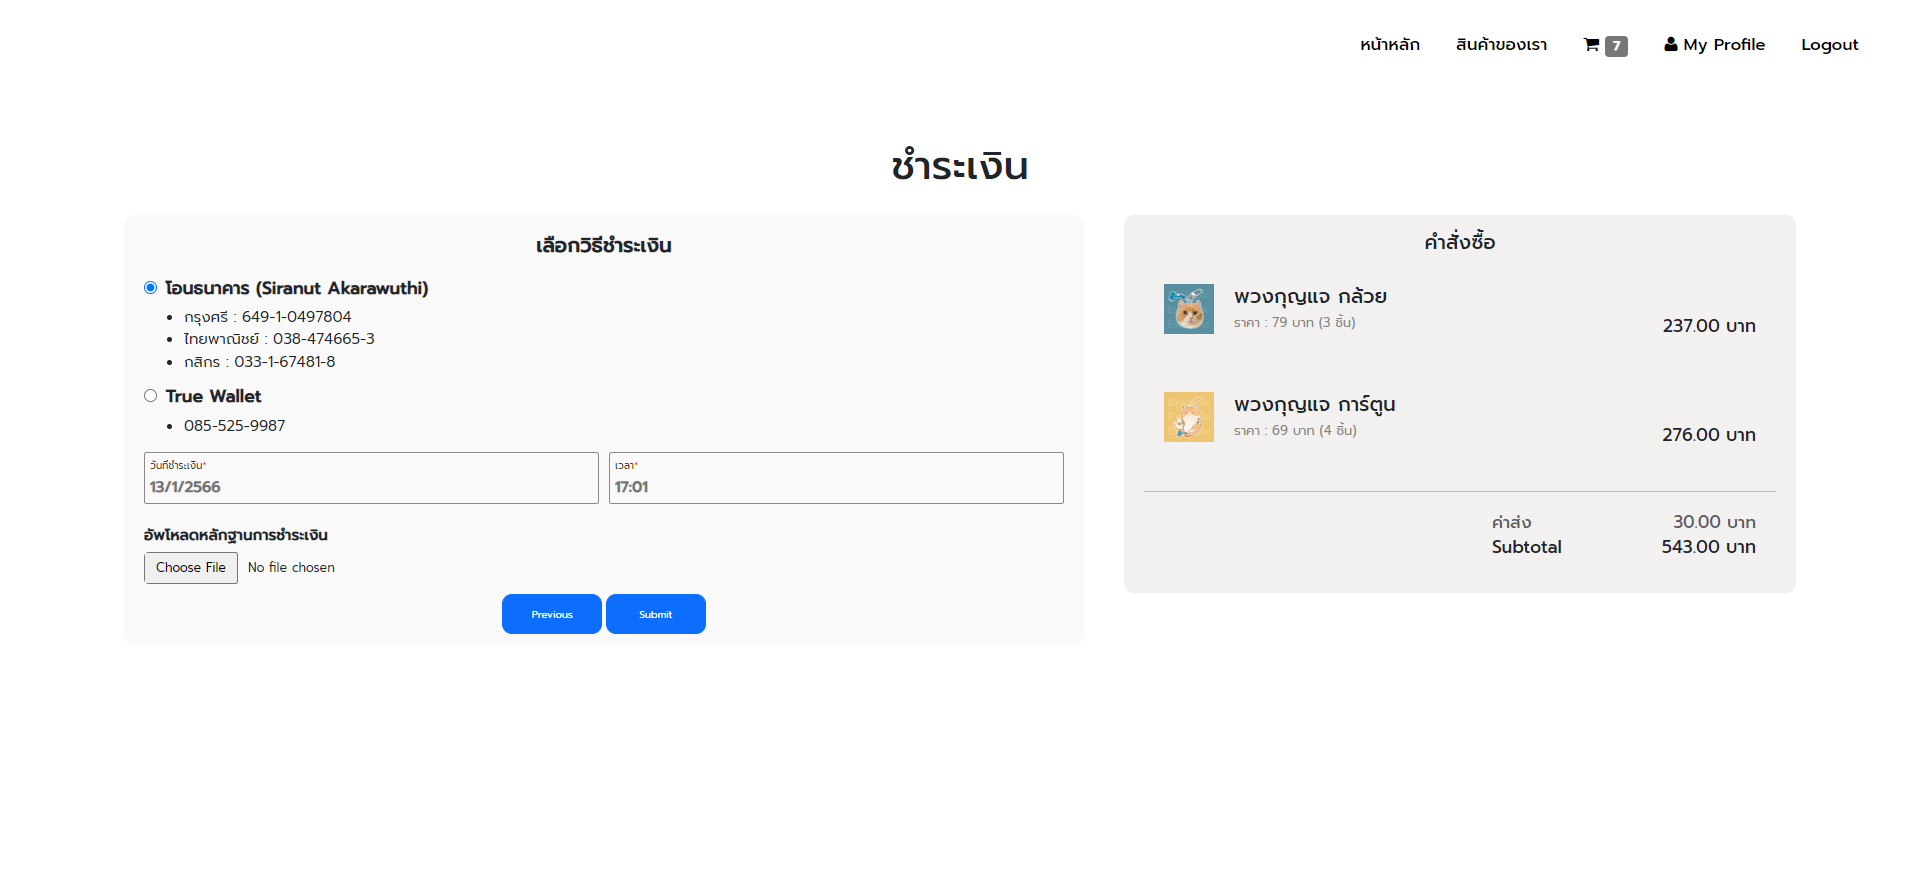 หน้าหลัก สินค้าของเรา 7 My Profile Logout
ชำระเงิน
เลือกวิธีชำระเงิน
โอนธนาคาร (Siranut Akarawuthi)
กรุงศรี : 649-1-0497804
ไทยพาณิชย์ : 038-474665-3
กสิกร : 033-1-67481-8
True Wallet
085-525-9987
วันที่ชำระเงิน*
13/1/2566
เวลา*
17:01
อัพโหลดหลักฐานการชำระเงิน
Choose File No file chosen
Previous Submit
คำสั่งซื้อ
พวงกุญแจ กล้วย
ราคา : 79 บาท (3 ชิ้น)
237.00 บาท
พวงกุญแจ การ์ตูน
ราคา : 69 บาท (4 ชิ้น)
276.00 บาท
ค่าส่ง 30.00 บาท
Subtotal 543.00 บาท